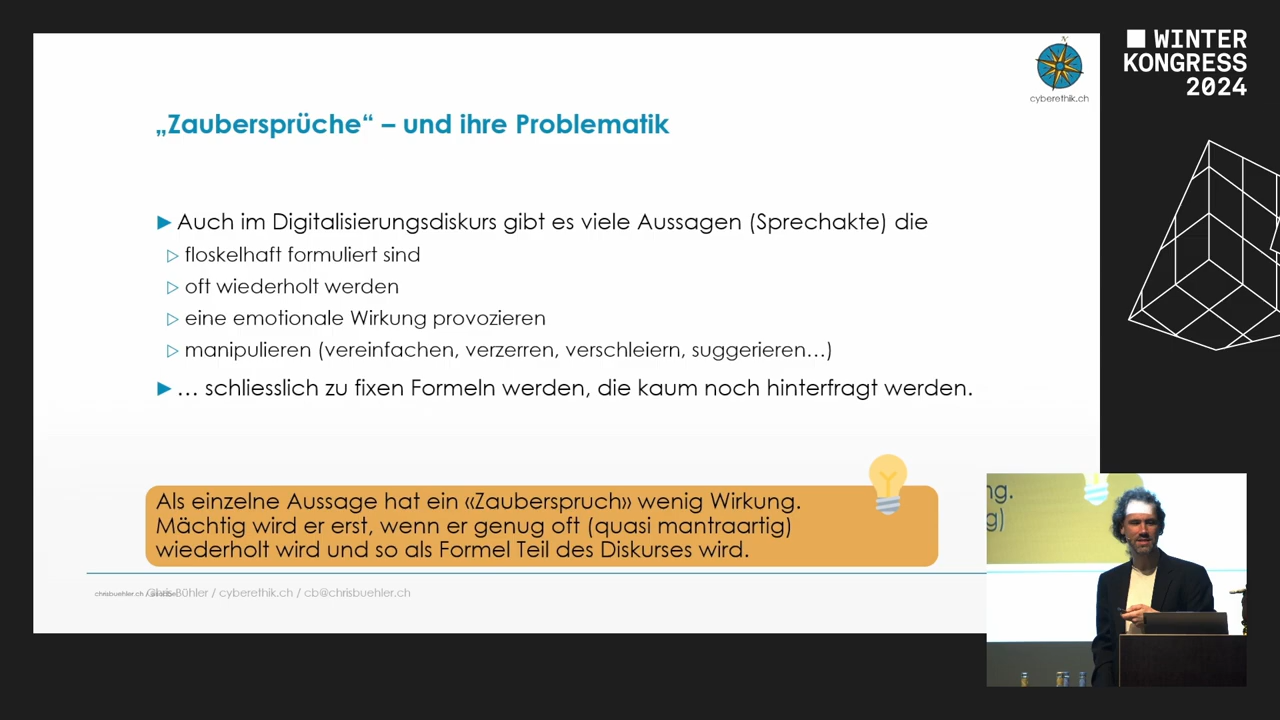 WINTER
KONGRESS
2024
N
cyberethik.ch
„Zaubersprüche“ – und ihre Problematik
Auch im Digitalisierungsdiskurs gibt es viele Aussagen (Sprechakte) die
floskelhaft formuliert sind
oft wiederholt werden
eine emotionale Wirkung provozieren
manipulieren (vereinfachen, verzerren, verschleiern, suggerieren…)
… schliesslich zu fixen Formeln werden, die kaum noch hinterfragt werden.
Als einzelne Aussage hat ein «Zauberspruch» wenig Wirkung.
Mächtig wird er erst, wenn er genug oft (quasi mantraartig)
wiederholt wird und so als Formel Teil des Diskurses wird.
chrisbuehler.ch / Bühler / cyberethik.ch / cb@chrisbuehler.ch
ng.
g)